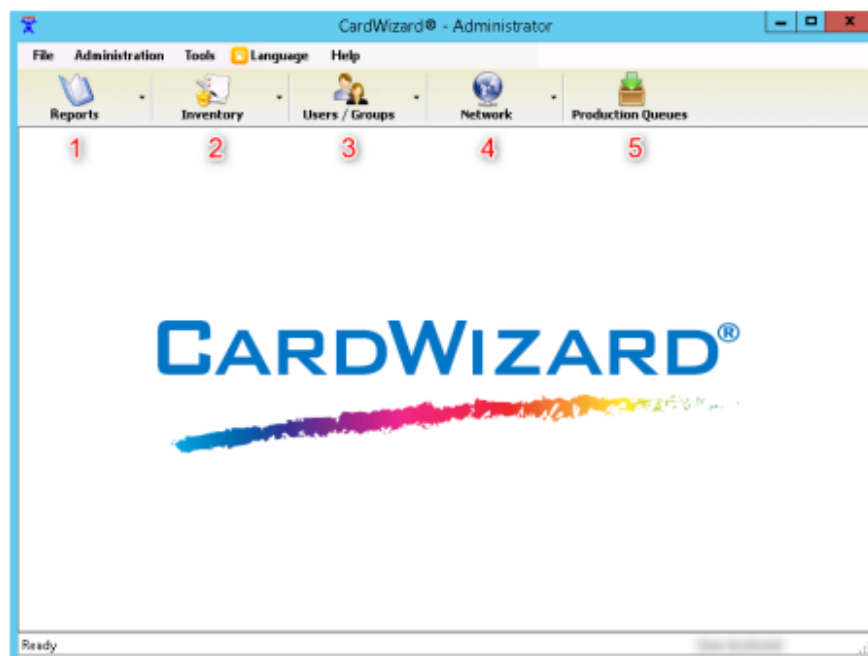 CardWizard® - Administrator
File Administration Tools Language Help
Reports Inventory Users / Groups Network Production Queues
1 2 3 4 5
CARDWIZARD®
Ready